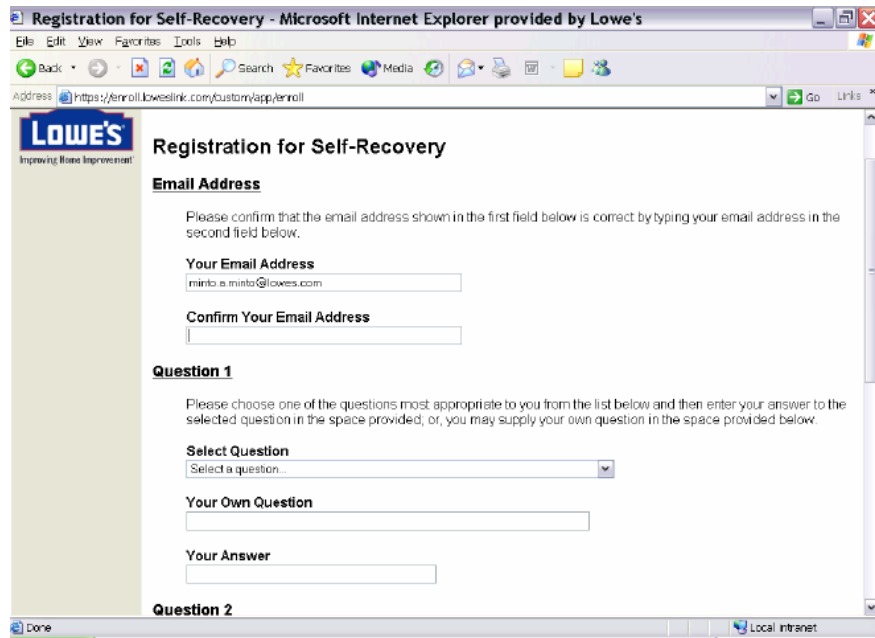 Registration for Self-Recovery - Microsoft Internet Explorer provided by Lowe's
File Edit View Favorites Tools Help
Back Search Favorites Media
Address https://enroll.loweslink.com/custom/app/enroll Go Links »
LOWE'S
Improving Home Improvement
Registration for Self-Recovery
Email Address
Please confirm that the email address shown in the first field below is correct by typing your email address in the
second field below.
Your Email Address
minto.a.minto@lowes.com
Confirm Your Email Address
Question 1
Please choose one of the questions most appropriate to you from the list below and then enter your answer to the
selected question in the space provided; or, you may supply your own question in the space provided below.
Select Question
Select a question...
Your Own Question
Your Answer
Question 2
Done Local intranet